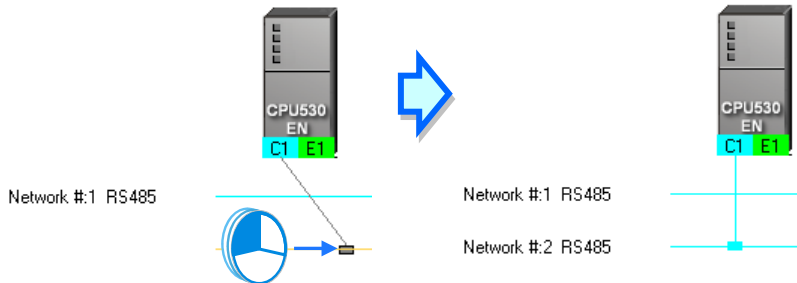 CPU530
EN
C1 E1
Network #:1 RS485
CPU530
EN
C1 E1
Network #:1 RS485
Network #:2 RS485